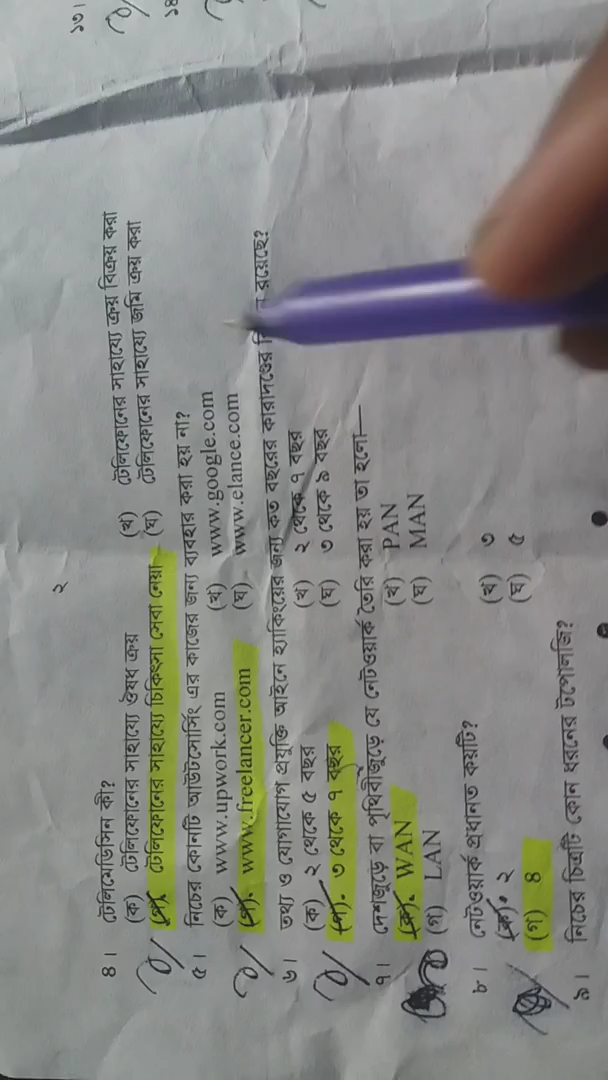 ২
৪। টেলিমেডিসিন কী?
(ক) টেলিফোনের সাহায্যে ঔষধ ক্রয় (খ) টেলিফোনের সাহায্যে ক্রয় বিক্রয় করা
(গ) টেলিফোনের সাহায্যে চিকিৎসা সেবা নেয়া (ঘ) টেলিফোনের সাহায্যে জমি ক্রয় করা
৫। নিচের কোনটি আউটসোর্সিং এর কাজের জন্য ব্যবহার করা হয় না?
(ক) www.upwork.com (খ) www.google.com
(গ) www.freelancer.com (ঘ) www.elance.com
৬। তথ্য ও যোগাযোগ প্রযুক্তি আইনে হ্যাকিংয়ের জন্য কত বছরের কারাদণ্ডের রয়েছে?
(ক) ২ থেকে ৫ বছর (খ) ২ থেকে ৭ বছর
(গ) ৩ থেকে ৭ বছর (ঘ) ৩ থেকে ৯ বছর
৭। দেশজুড়ে বা পৃথিবীজুড়ে যে নেটওয়ার্ক তৈরি করা হয় তা হলো—
(ক) WAN (খ) PAN
(গ) LAN (ঘ) MAN
৮। নেটওয়ার্ক প্রধানত কয়টি?
(ক) ২ (খ) ৩
(গ) ৪ (ঘ) ৫
৯। নিচের চিত্রটি কোন ধরনের টপোলজি?
১৩।
১৪